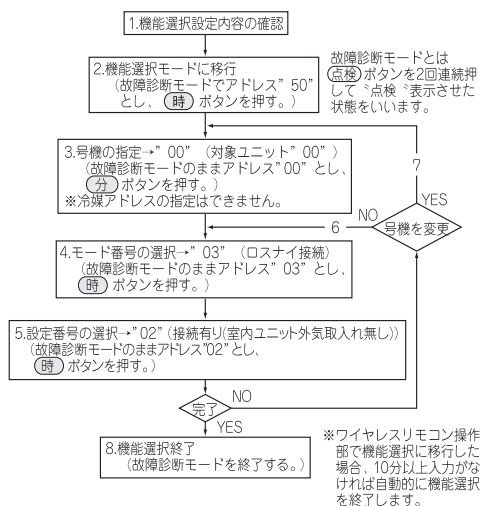 1.機能選択設定内容の確認
2.機能選択モードに移行
(故障診断モードでアドレス”50”
とし、時ボタンを押す。)
故障診断モードとは
点検ボタンを2回連続押
して〝点検〟表示させた
状態をいいます。
3.号機の指定→”00”(対象ユニット”00”)
(故障診断モードのままアドレス”00”とし、
分ボタンを押す。)
※冷媒アドレスの指定はできません。
7
YES
NO
号機を変更
6
4.モード番号の選択→”03”(ロスナイ接続)
(故障診断モードのままアドレス”03”とし、
時ボタンを押す。)
5.設定番号の選択→”02”(接続有り(室内ユニット外気取入れ無し))
(故障診断モードのままアドレス”02”とし、
時ボタンを押す。)
完了
NO
YES
8.機能選択終了
(故障診断モードを終了する。)
※ワイヤレスリモコン操作
部で機能選択に移行した
場合、10分以上入力がな
ければ自動的に機能選択
を終了します。